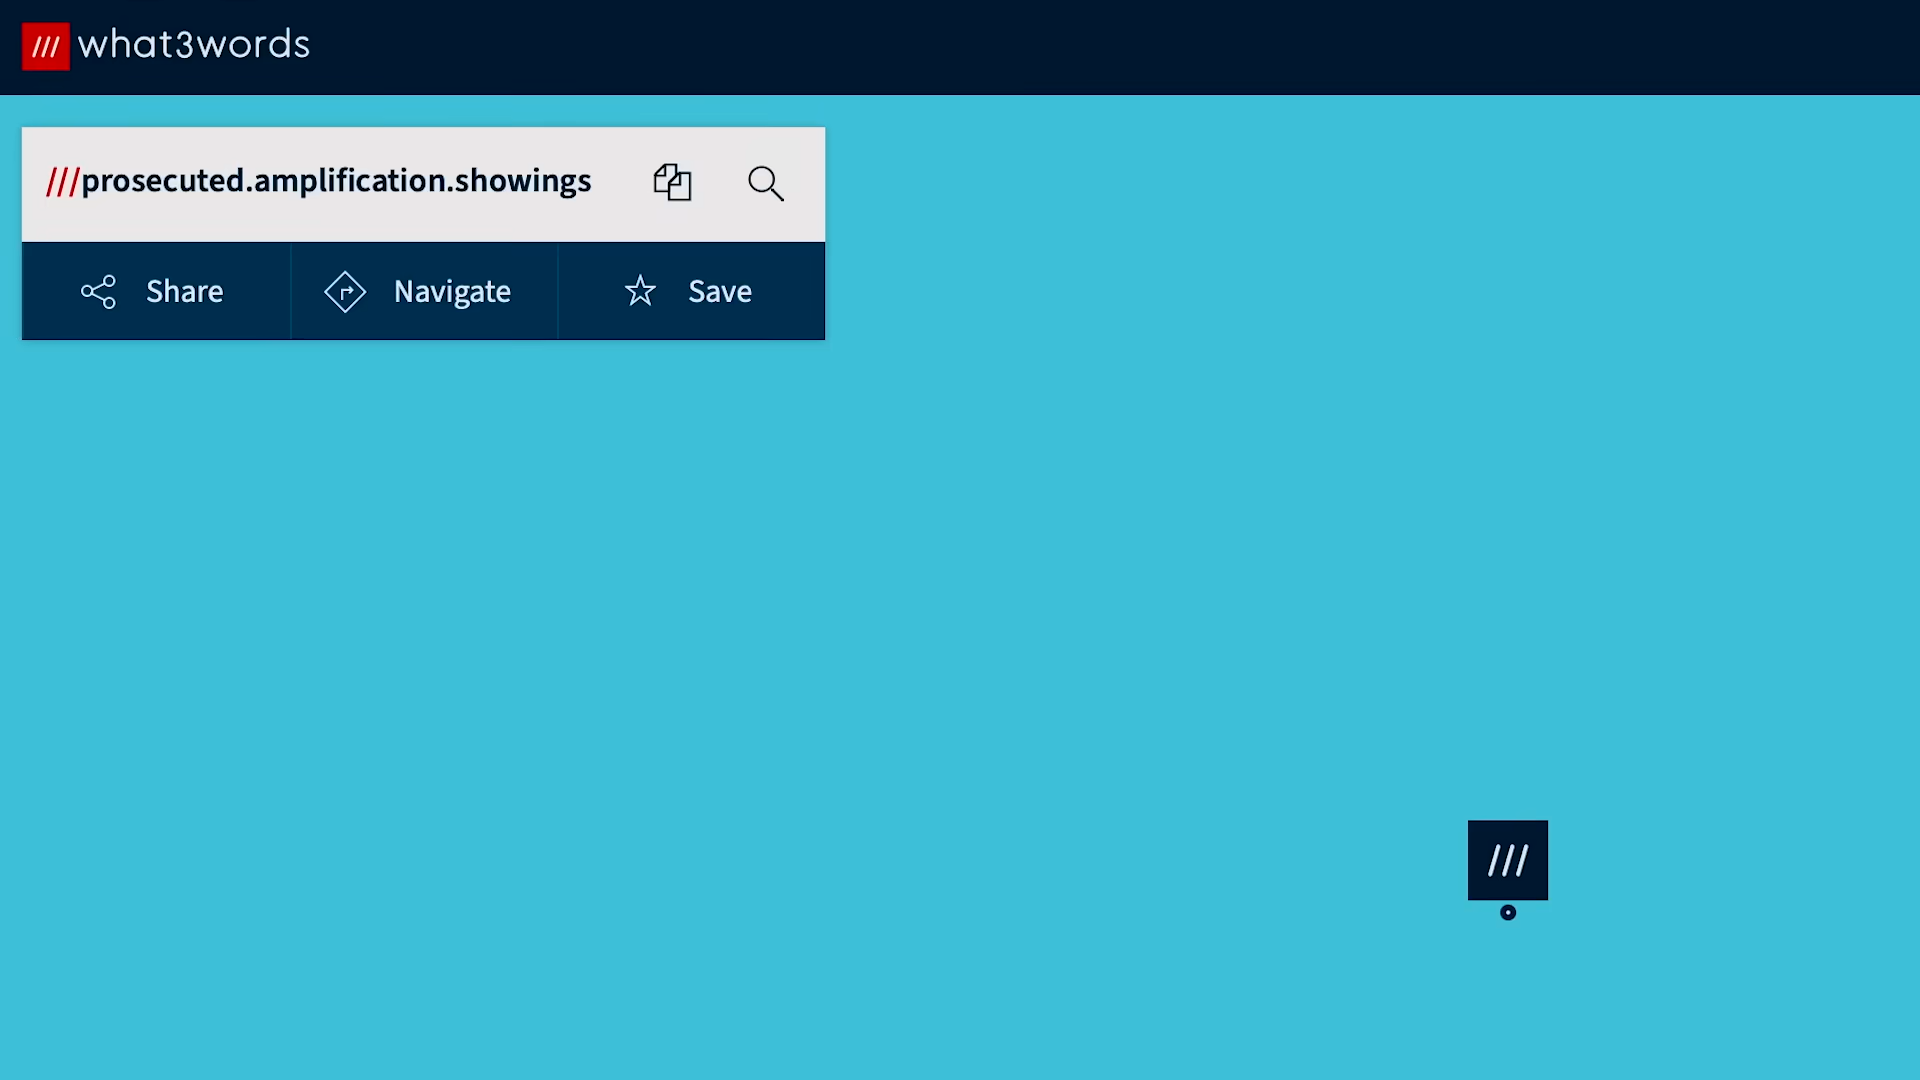 /// what3words
///prosecuted.amplification.showings
Share
Navigate
Save
///